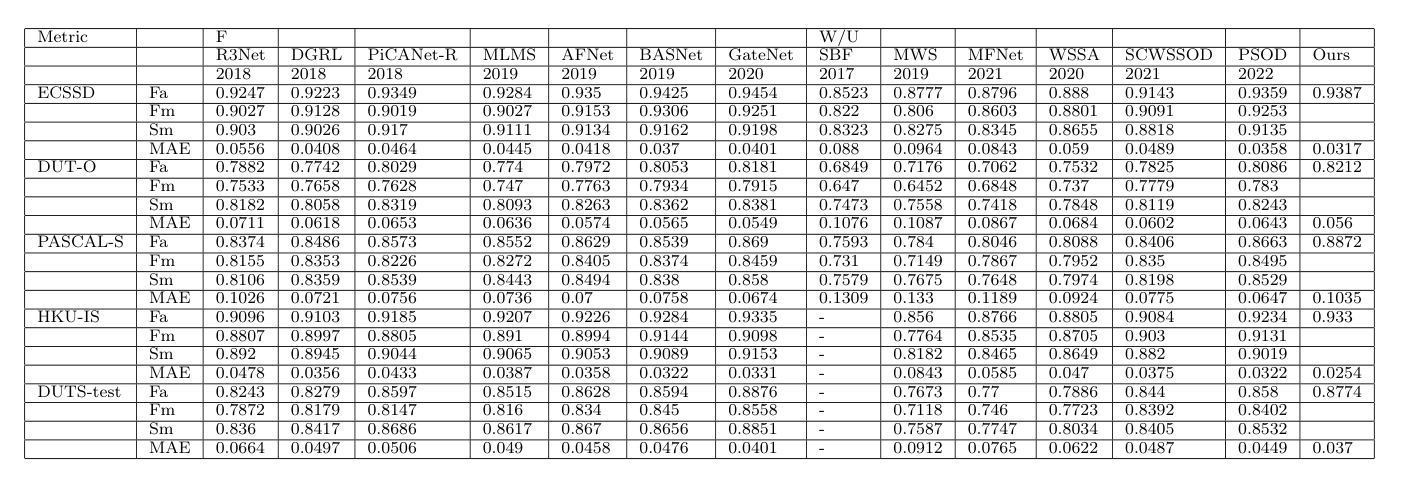 Metric F W/U
R3Net DGRL PiCANet-R MLMS AFNet BASNet GateNet SBF MWS MFNet WSSA SCWSSOD PSOD Ours
2018 2018 2018 2019 2019 2019 2020 2017 2019 2021 2020 2021 2022
ECSSD Fa 0.9247 0.9223 0.9349 0.9284 0.935 0.9425 0.9454 0.8523 0.8777 0.8796 0.888 0.9143 0.9359 0.9387
Fm 0.9027 0.9128 0.9019 0.9027 0.9153 0.9306 0.9251 0.822 0.806 0.8603 0.8801 0.9091 0.9253
Sm 0.903 0.9026 0.917 0.9111 0.9134 0.9162 0.9198 0.8323 0.8275 0.8345 0.8655 0.8818 0.9135
MAE 0.0556 0.0408 0.0464 0.0445 0.0418 0.037 0.0401 0.088 0.0964 0.0843 0.059 0.0489 0.0358 0.0317
DUT-O Fa 0.7882 0.7742 0.8029 0.774 0.7972 0.8053 0.8181 0.6849 0.7176 0.7062 0.7532 0.7825 0.8086 0.8212
Fm 0.7533 0.7658 0.7628 0.747 0.7763 0.7934 0.7915 0.647 0.6452 0.6848 0.737 0.7779 0.783
Sm 0.8182 0.8058 0.8319 0.8093 0.8263 0.8362 0.8381 0.7473 0.7558 0.7418 0.7848 0.8119 0.8243
MAE 0.0711 0.0618 0.0653 0.0636 0.0574 0.0565 0.0549 0.1076 0.1087 0.0867 0.0684 0.0602 0.0643 0.056
PASCAL-S Fa 0.8374 0.8486 0.8573 0.8552 0.8629 0.8539 0.869 0.7593 0.784 0.8046 0.8088 0.8406 0.8663 0.8872
Fm 0.8155 0.8353 0.8226 0.8272 0.8405 0.8374 0.8459 0.731 0.7149 0.7867 0.7952 0.835 0.8495
Sm 0.8106 0.8359 0.8539 0.8443 0.8494 0.838 0.858 0.7579 0.7675 0.7648 0.7974 0.8198 0.8529
MAE 0.1026 0.0721 0.0756 0.0736 0.07 0.0758 0.0674 0.1309 0.133 0.1189 0.0924 0.0775 0.0647 0.1035
HKU-IS Fa 0.9096 0.9103 0.9185 0.9207 0.9226 0.9284 0.9335 - 0.856 0.8766 0.8805 0.9084 0.9234 0.933
Fm 0.8807 0.8997 0.8805 0.891 0.8994 0.9144 0.9098 - 0.7764 0.8535 0.8705 0.903 0.9131
Sm 0.892 0.8945 0.9044 0.9065 0.9053 0.9089 0.9153 - 0.8182 0.8465 0.8649 0.882 0.9019
MAE 0.0478 0.0356 0.0433 0.0387 0.0358 0.0322 0.0331 - 0.0843 0.0585 0.047 0.0375 0.0322 0.0254
DUTS-test Fa 0.8243 0.8279 0.8597 0.8515 0.8628 0.8594 0.8876 - 0.7673 0.77 0.7886 0.844 0.858 0.8774
Fm 0.7872 0.8179 0.8147 0.816 0.834 0.845 0.8558 - 0.7118 0.746 0.7723 0.8392 0.8402
Sm 0.836 0.8417 0.8686 0.8617 0.867 0.8656 0.8851 - 0.7587 0.7747 0.8034 0.8405 0.8532
MAE 0.0664 0.0497 0.0506 0.049 0.0458 0.0476 0.0401 - 0.0912 0.0765 0.0622 0.0487 0.0449 0.037